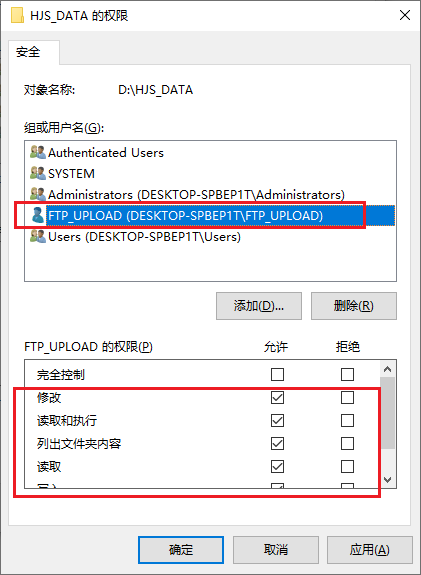 HJS_DATA 的权限
安全
对象名称: D:\HJS_DATA
组或用户名(G):
Authenticated Users
SYSTEM
Administrators (DESKTOP-SPBEP1T\Administrators)
FTP_UPLOAD (DESKTOP-SPBEP1T\FTP_UPLOAD)
Users (DESKTOP-SPBEP1T\Users)
添加(D)... 删除(R)
FTP_UPLOAD 的权限(P) 允许 拒绝
完全控制
修改
读取和执行
列出文件夹内容
读取
确定 取消 应用(A)